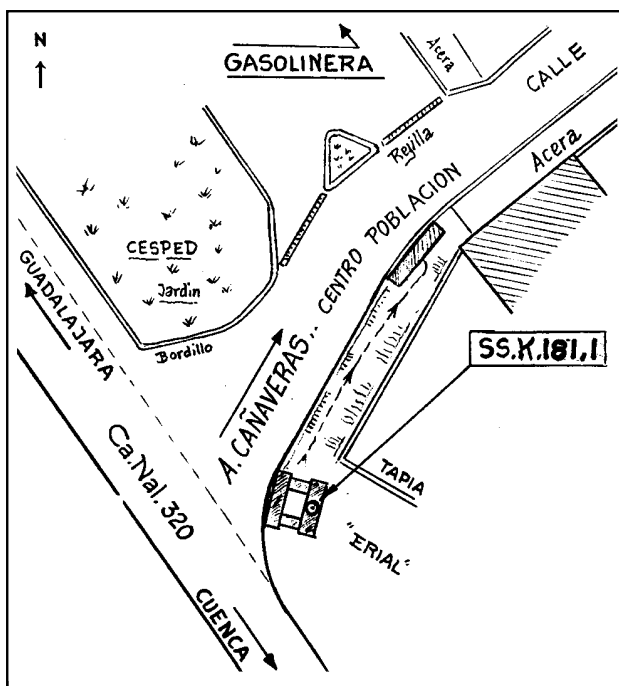 N
GASOLINERA
Acera
CALLE
Rejilla
Acera
CESPED
Jardin
Bordillo
GUADALAJARA
A. CAÑAVERAS.. CENTRO POBLACION
SS.K.181,1
Ca.Nal. 320
TAPIA
"ERIAL"
CUENCA